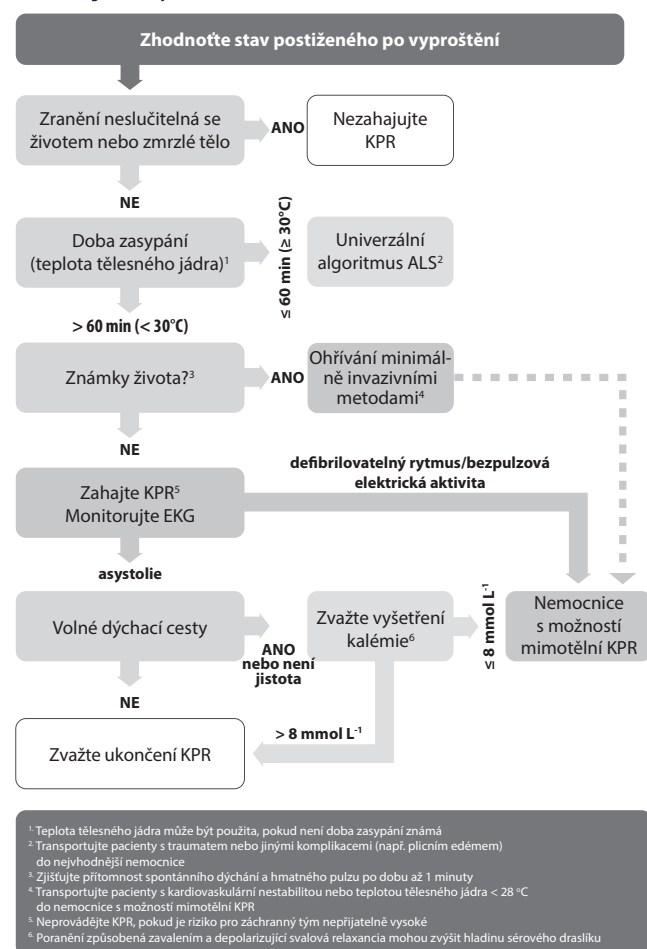 Zhodnoťte stav postiženého po vyproštění
Zranění neslučitelná se
životem nebo zmrzlé tělo
ANO
Nezahajujte
KPR
NE
Doba zasypání
(teplota tělesného jádra)¹
≤ 60 min (≥ 30°C)
Univerzální
algoritmus ALS²
> 60 min (< 30°C)
Známky života?³
ANO
Ohřívání minimál-
ně invazivními
metodami⁴
NE
defibrilovatelný rytmus/bezpulzová
elektrická aktivita
Zahajte KPR⁵
Monitorujte EKG
asystolie
Volné dýchací cesty
ANO
nebo není
jistota
Zvažte vyšetření
kalémie⁶
≤ 8 mmol L⁻¹
Nemocnice
s možností
mimotělní KPR
NE
> 8 mmol L⁻¹
Zvažte ukončení KPR
¹· Teplota tělesného jádra může být použita, pokud není doba zasypání známá
²· Transportujte pacienty s traumatem nebo jinými komplikacemi (např. plicním edémem)
do nejvhodnější nemocnice
³· Zjišťujte přítomnost spontánního dýchání a hmatného pulzu po dobu až 1 minuty
⁴· Transportujte pacienty s kardiovaskulární nestabilitou nebo teplotou tělesného jádra < 28 °C
do nemocnice s možností mimotělní KPR
⁵· Neprovádějte KPR, pokud je riziko pro záchranný tým nepřijatelně vysoké
⁶· Poranění způsobená zavalením a depolarizující svalová relaxancia mohou zvýšit hladinu sérového draslíku